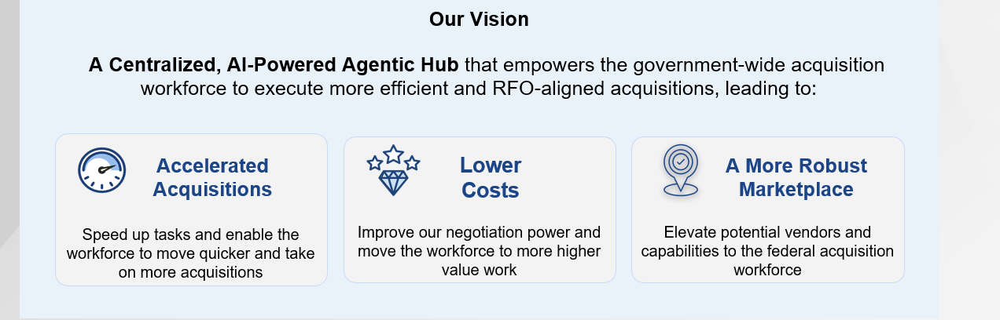 Our Vision
A Centralized, AI-Powered Agentic Hub that empowers the government-wide acquisition
workforce to execute more efficient and RFO-aligned acquisitions, leading to:
Accelerated
Acquisitions
Speed up tasks and enable the
workforce to move quicker and take
on more acquisitions
Lower
Costs
Improve our negotiation power and
move the workforce to more higher
value work
A More Robust
Marketplace
Elevate potential vendors and
capabilities to the federal acquisition
workforce